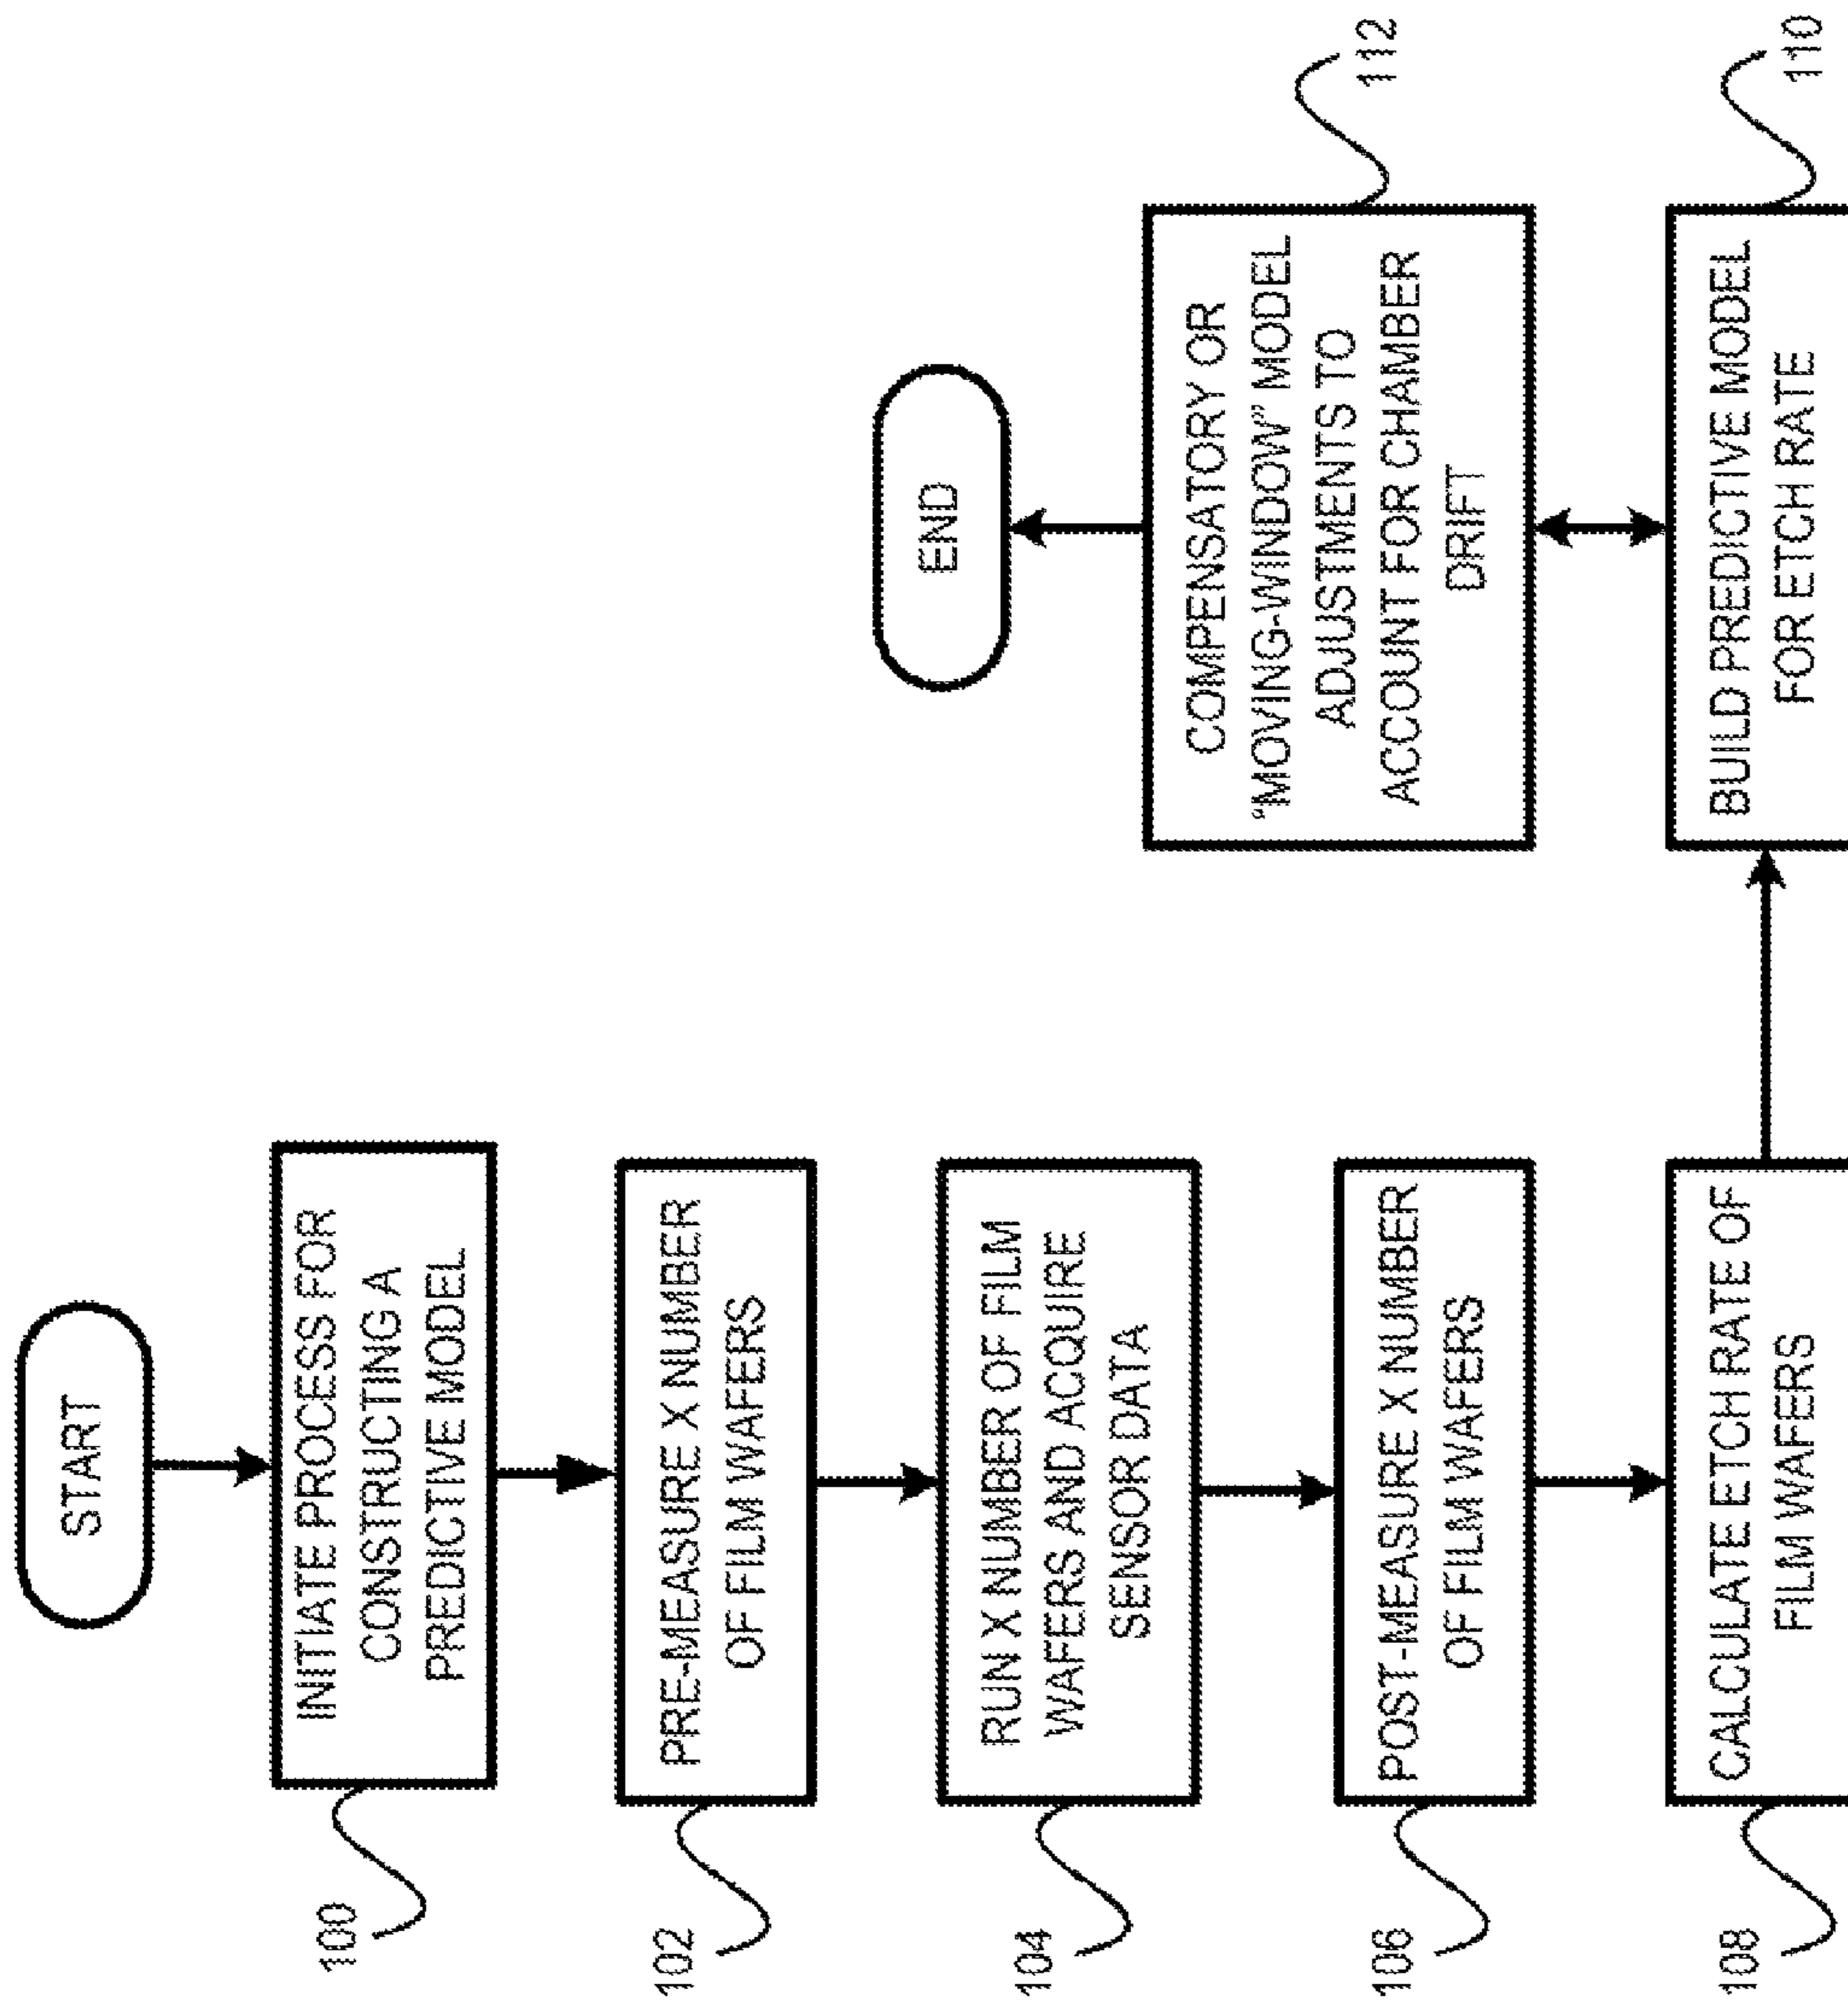 START
INITIATE PROCESS FOR
CONSTRUCTING A
PREDICTIVE MODEL
100
PRE-MEASURE X NUMBER
OF FILM WAFERS
102
RUN X NUMBER OF FILM
WAFERS AND ACQUIRE
SENSOR DATA
104
POST-MEASURE X NUMBER
OF FILM WAFERS
106
CALCULATE ETCH RATE OF
FILM WAFERS
108
BUILD PREDICTIVE MODEL
FOR ETCH RATE
110
COMPENSATORY OR
“MOVING-WINDOW” MODEL
ADJUSTMENTS TO
ACCOUNT FOR CHAMBER
DRIFT
112
END